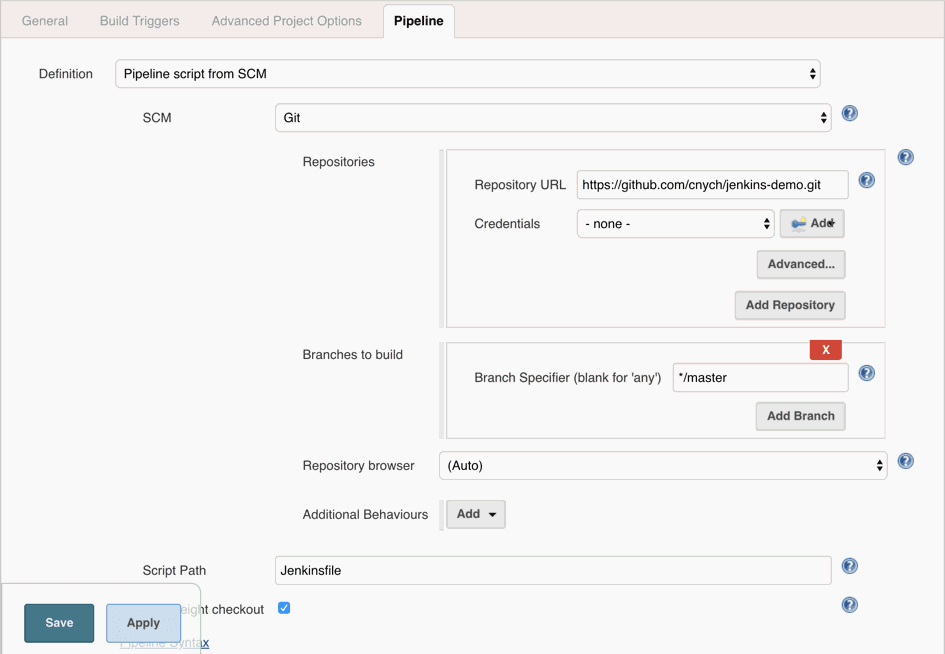 General Build Triggers Advanced Project Options Pipeline
Definition Pipeline script from SCM
SCM Git
Repositories
Repository URL https://github.com/cnych/jenkins-demo.git
Credentials - none - Add
Advanced...
Add Repository
Branches to build
X
Branch Specifier (blank for 'any') */master
Add Branch
Repository browser (Auto)
Additional Behaviours Add
Script Path Jenkinsfile
eight checkout
Save Apply
Pipeline Syntax